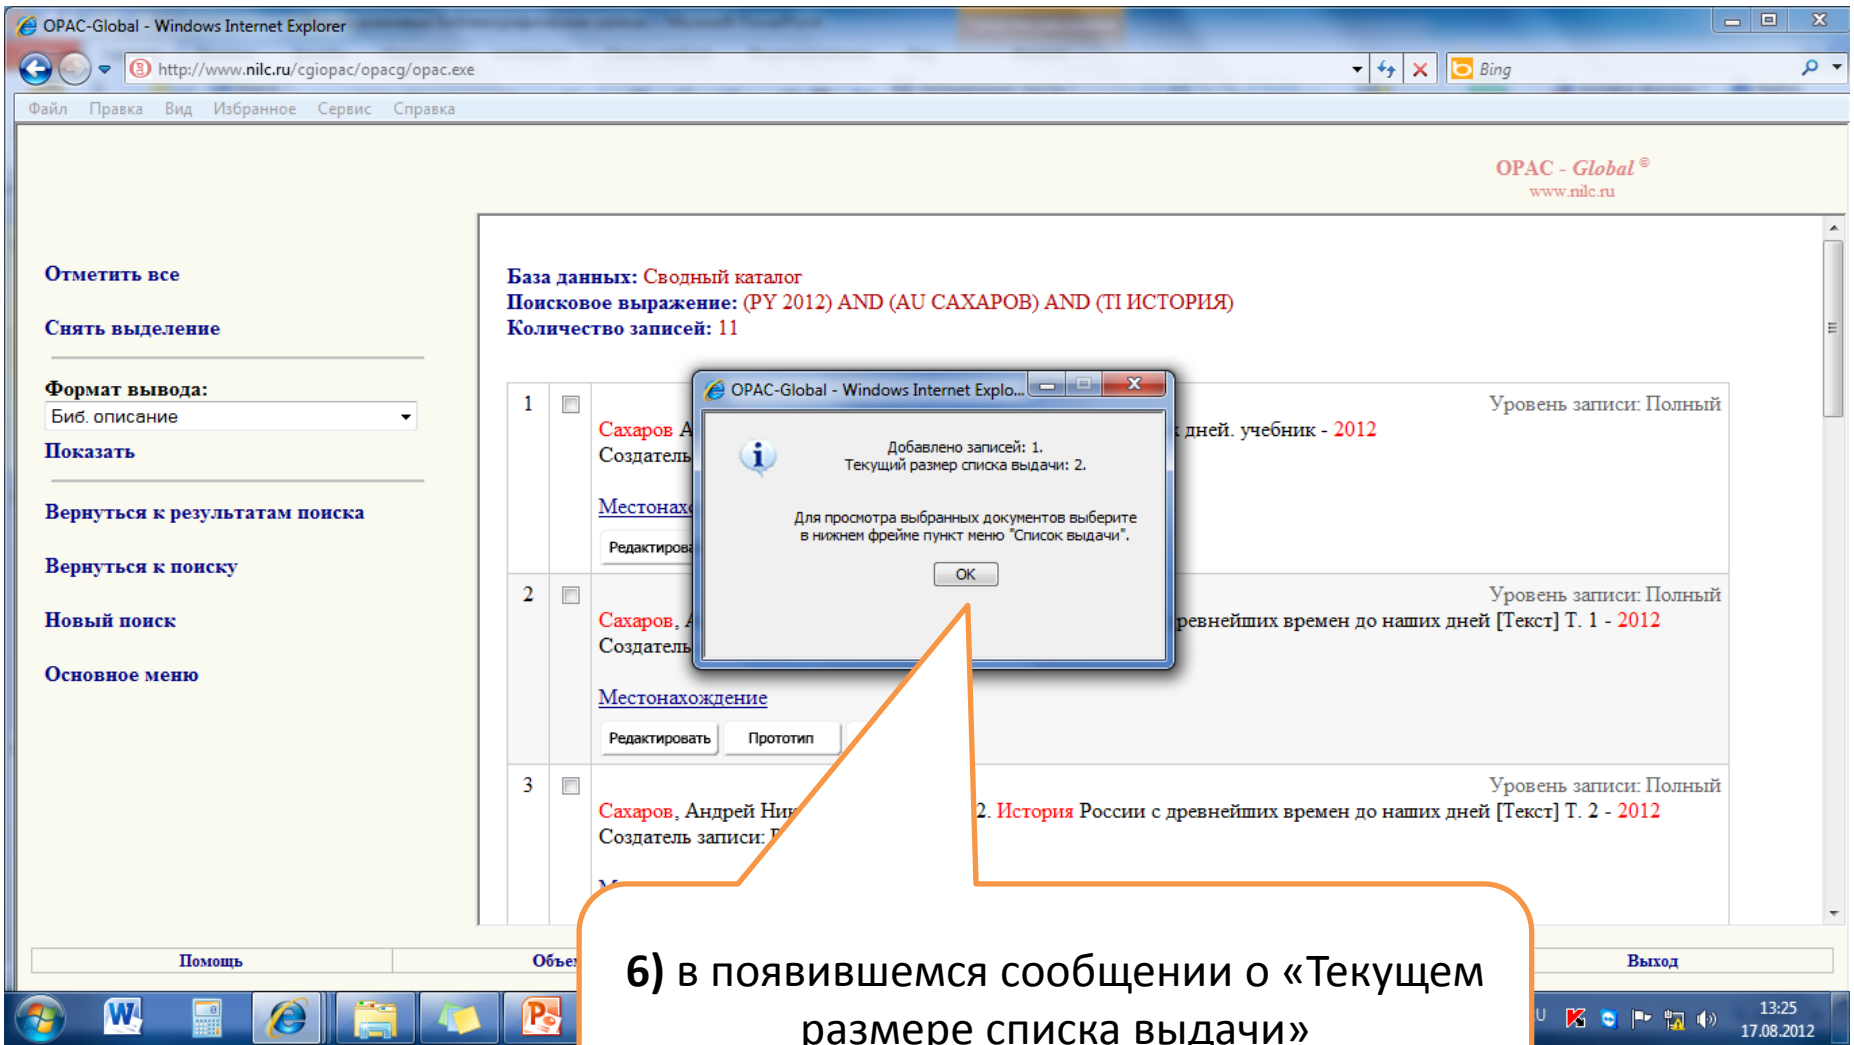 OPAC-Global - Windows Internet Explorer
http://www.nilc.ru/cgiopac/opacg/opac.exe
Bing
Файл Правка Вид Избранное Сервис Справка
OPAC - Global ©
www.nilc.ru
Отметить все
Снять выделение
Формат вывода:
Биб. описание
Показать
Вернуться к результатам поиска
Вернуться к поиску
Новый поиск
Основное меню
База данных: Сводный каталог
Поисковое выражение: (PY 2012) AND (AU САХАРОВ) AND (TI ИСТОРИЯ)
Количество записей: 11
1
Уровень записи: Полный
Сахаров А
дней. учебник - 2012
Создатель
Местонах
Редактирова
OPAC-Global - Windows Internet Explo...
Добавлено записей: 1.
Текущий размер списка выдачи: 2.
Для просмотра выбранных документов выберите
в нижнем фрейме пункт меню "Список выдачи".
OK
2
Уровень записи: Полный
Сахаров,
ревнейших времен до наших дней [Текст] Т. 1 - 2012
Создатель
Местонахождение
Редактировать Прототип
3
Уровень записи: Полный
Сахаров, Андрей Ник
2. История России с древнейших времен до наших дней [Текст] Т. 2 - 2012
Создатель записи:
Помощь
Объе
Выход
6) в появившемся сообщении о «Текущем
размере списка выдачи»
13:25
17.08.2012